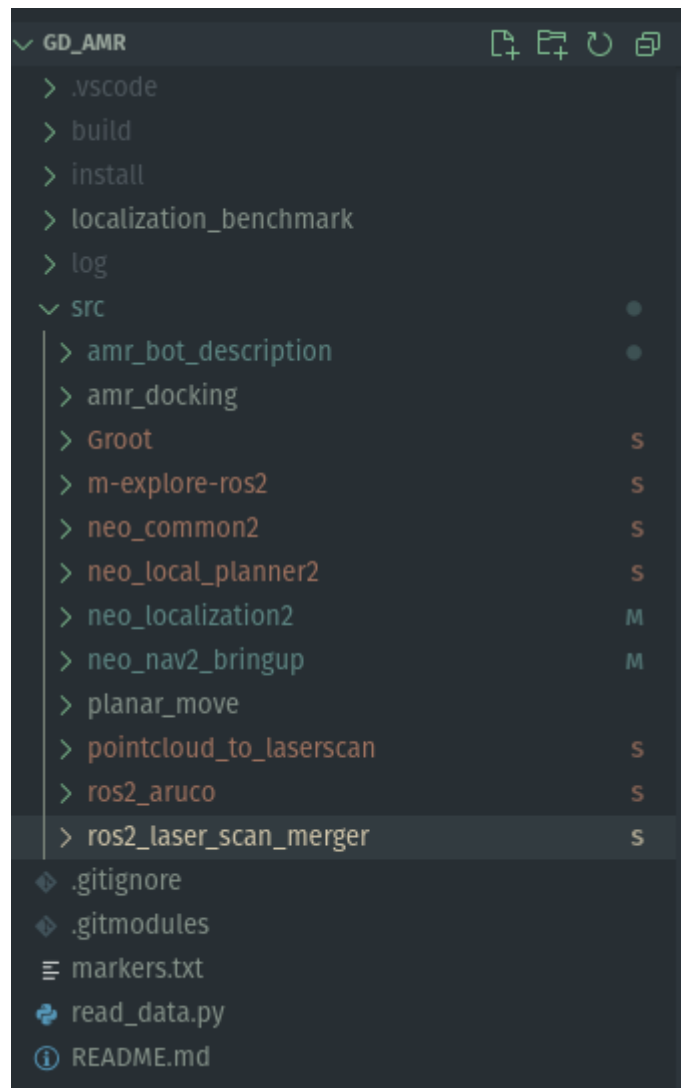 GD_AMR
.vscode
build
install
localization_benchmark
log
src
amr_bot_description
amr_docking
Groot S
m-explore-ros2 S
neo_common2 S
neo_local_planner2 S
neo_localization2 M
neo_nav2_bringup M
planar_move
pointcloud_to_laserscan S
ros2_aruco S
ros2_laser_scan_merger S
.gitignore
.gitmodules
markers.txt
read_data.py
README.md